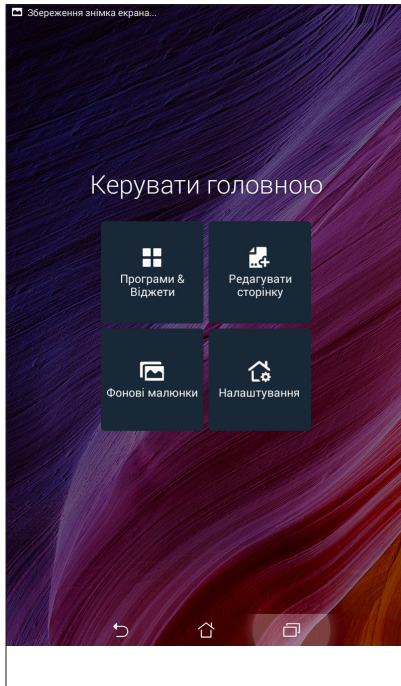 Збереження знімка екрана...
Керувати головною
Програми &
Віджети
Редагувати
сторінку
Фонові малюнки
Налаштування